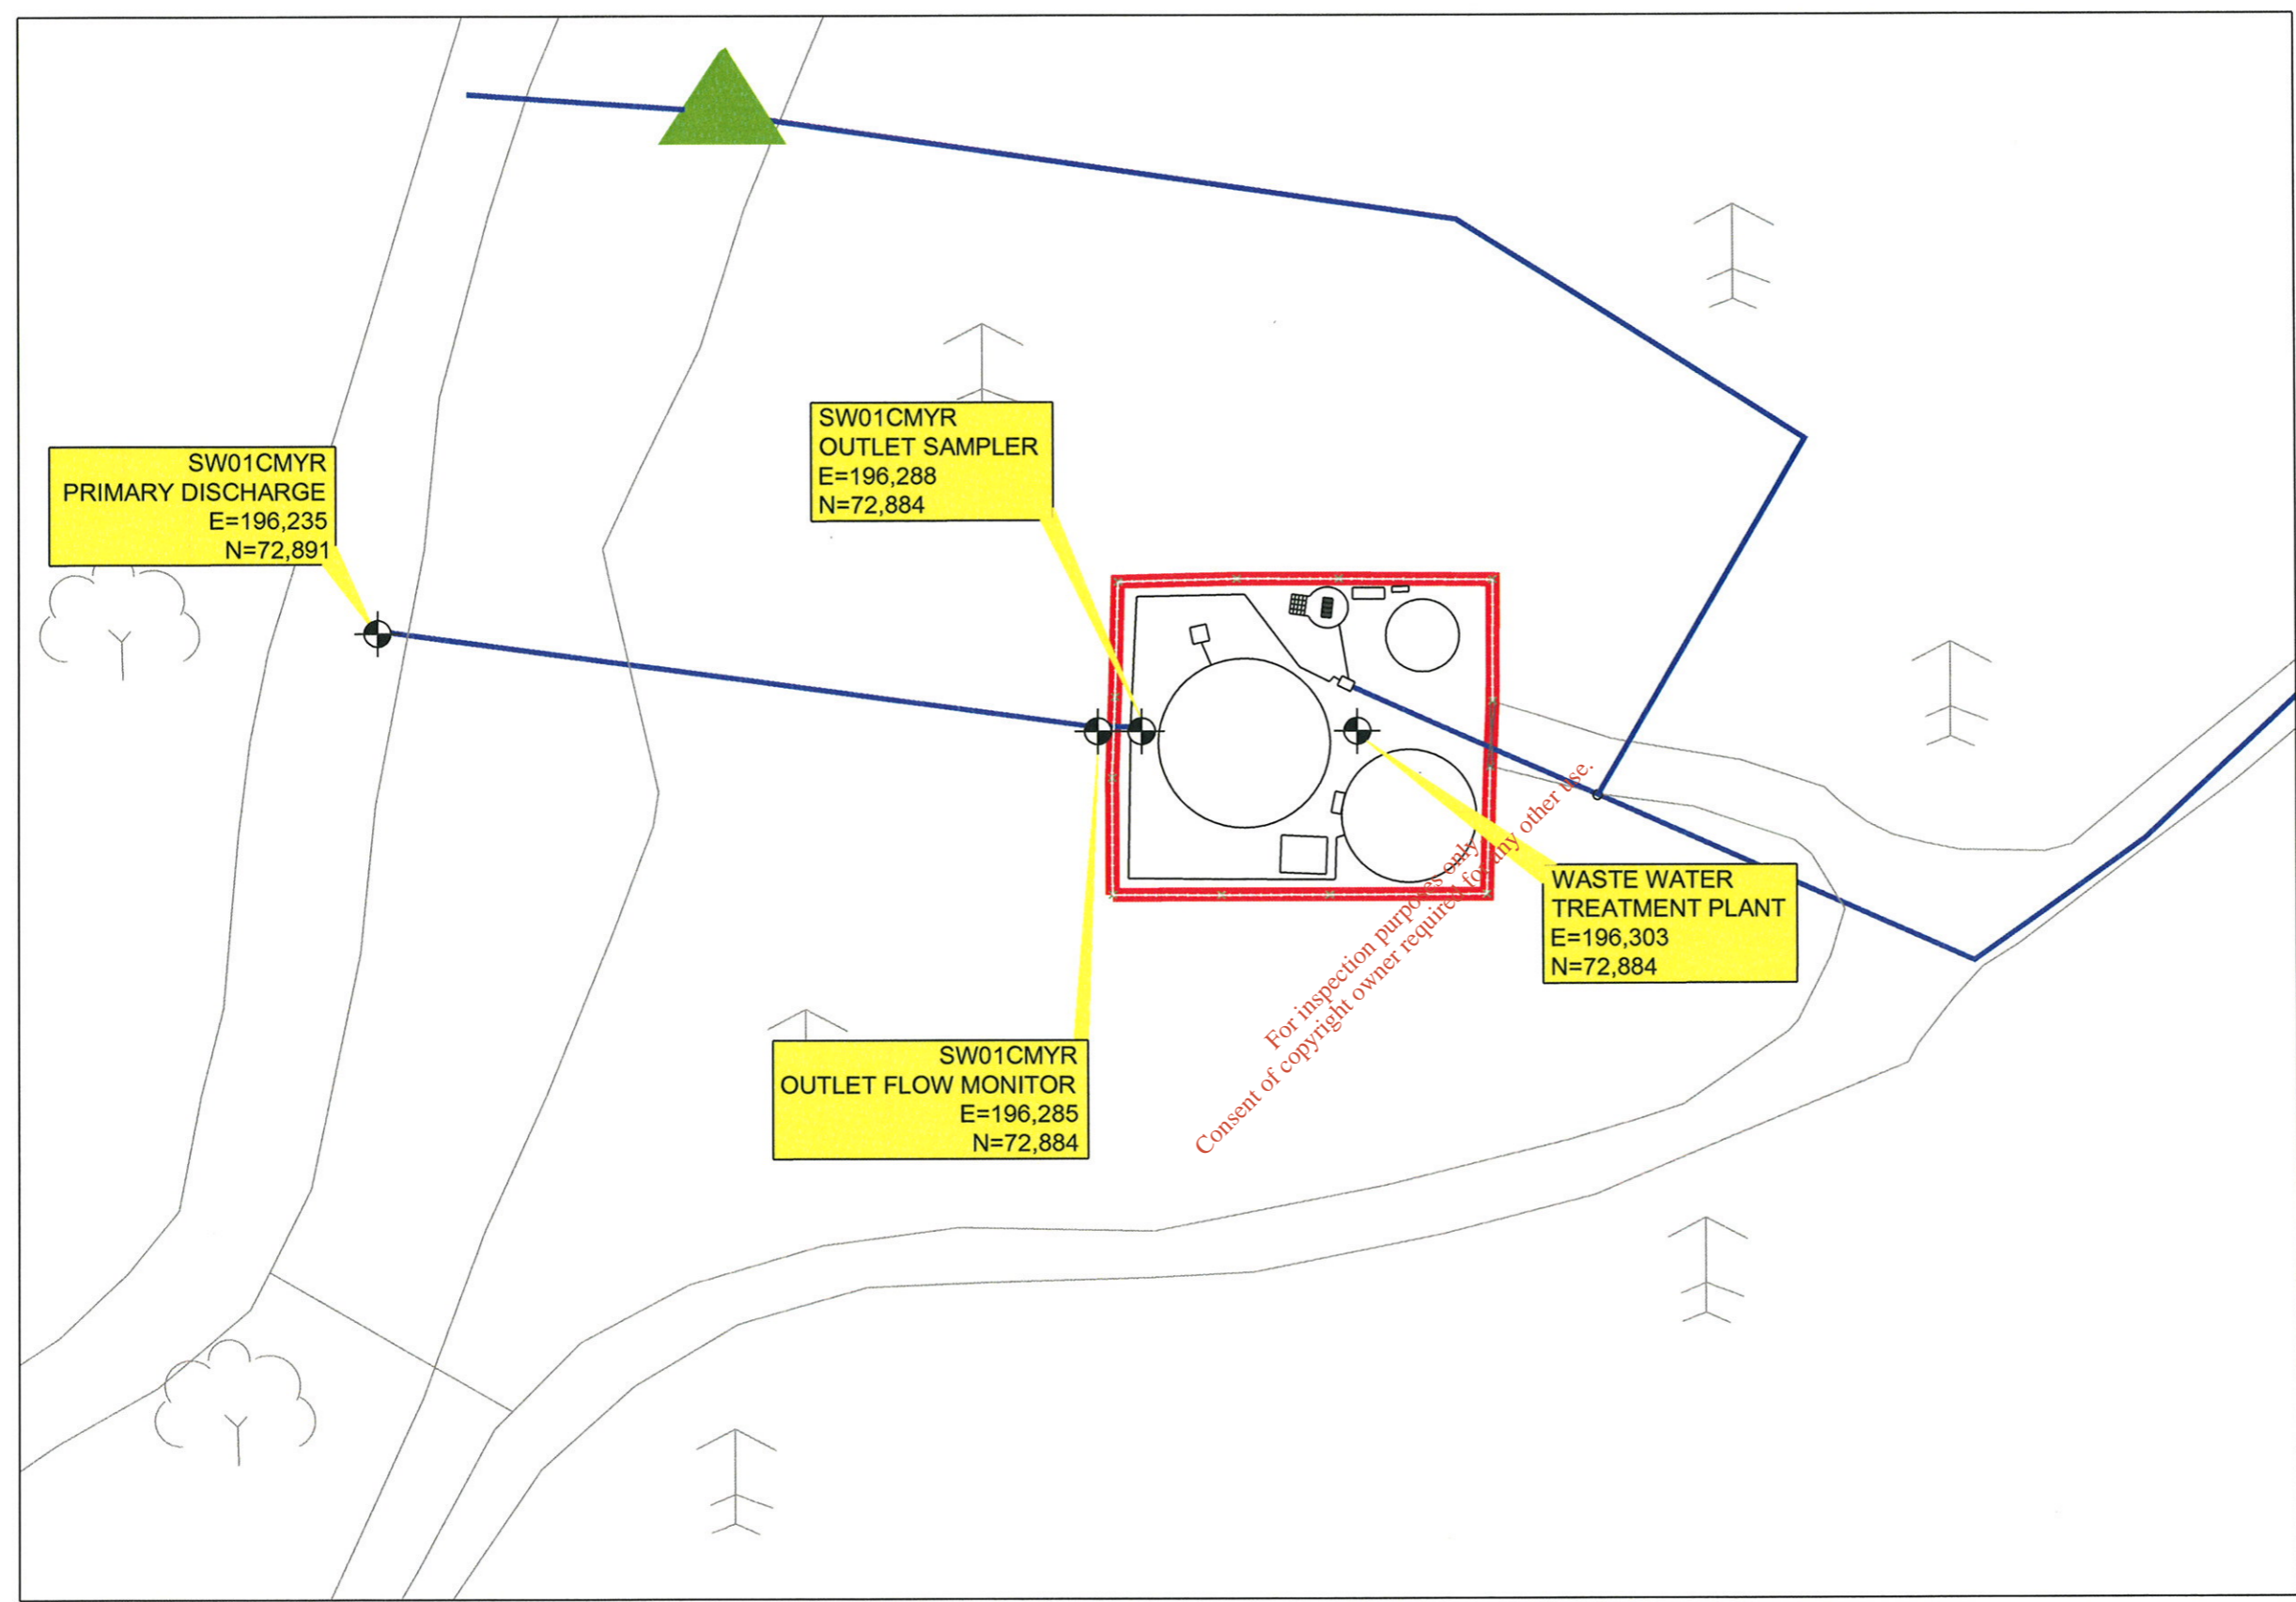 SW01CMYR
OUTLET SAMPLER
E=196,288
N=72,884
SW01CMYR
PRIMARY DISCHARGE
E=196,235
N=72,891
WASTE WATER
TREATMENT PLANT
E=196,303
N=72,884
SW01CMYR
OUTLET FLOW MONITOR
E=196,285
N=72,884
For inspection purposes only
Consent of copyright owner required for any other use.